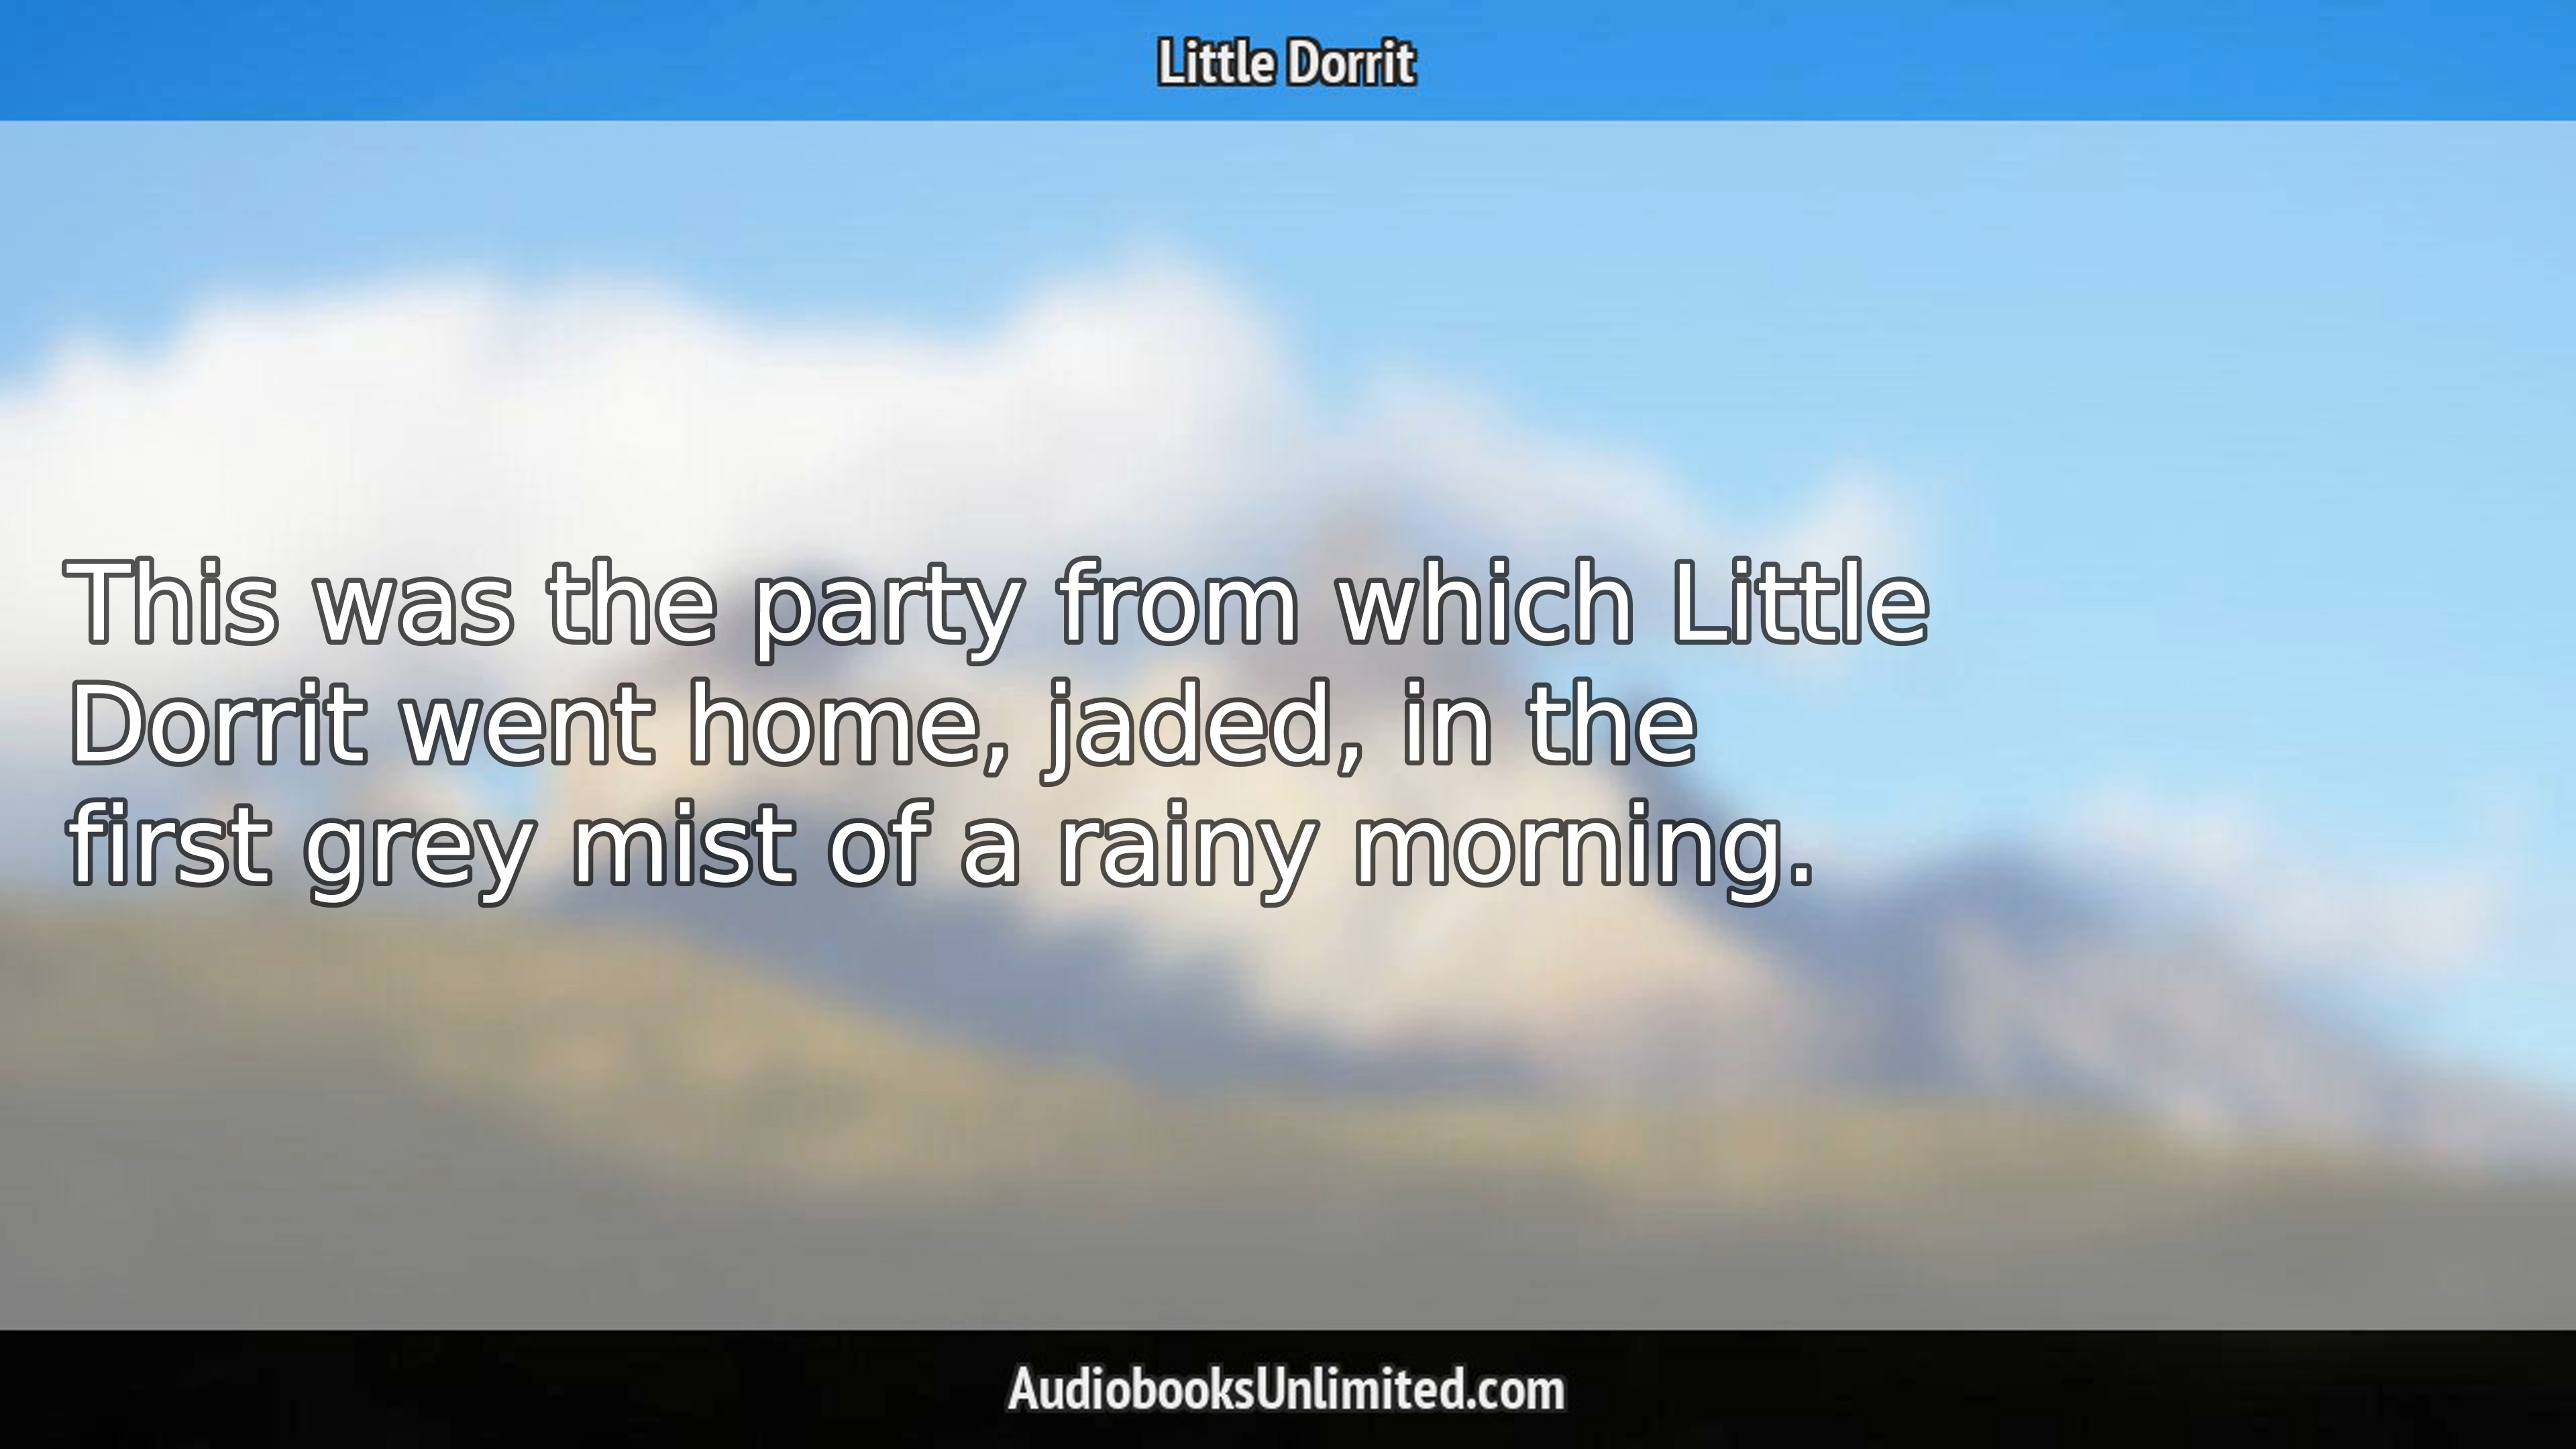 Little Dorrit
This was the party from which Little
Dorrit went home, jaded, in the
first grey mist of a rainy morning.
AudiobooksUnlimited.com